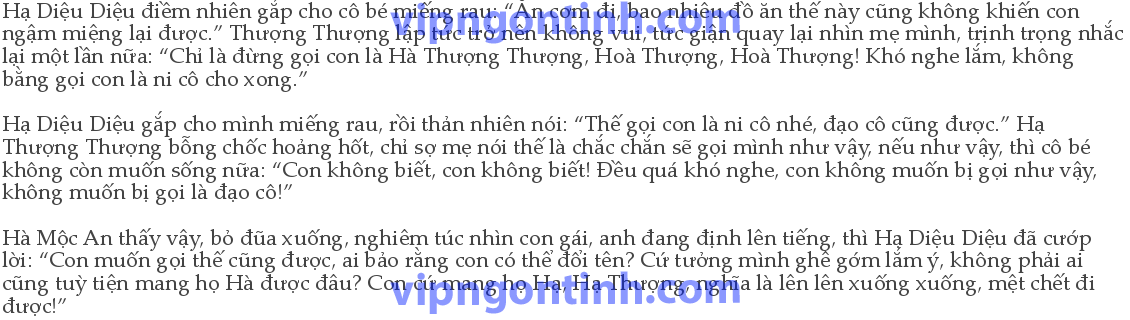 Hạ Diệu Diệu điềm nhiên gắp cho cô bé miếng rau: “Ăn cơm đi, bao nhiêu đồ ăn thế này cũng không khiến con
vipngontinh.com
ngậm miệng lại được.” Thượng Thượng lập tức trở nên không vui, tức giận quay lại nhìn mẹ mình, trịnh trọng nhắc
lại một lần nữa: “Chỉ là đừng gọi con là Hà Thượng Thượng, Hoà Thượng, Hoà Thượng! Khó nghe lắm, không
bằng gọi con là ni cô cho xong.”
Hạ Diệu Diệu gắp cho mình miếng rau, rồi thản nhiên nói: “Thế gọi con là ni cô nhé, đạo cô cũng được.” Hạ
Thượng Thượng bỗng chốc hoảng hốt, chỉ sợ mẹ nói thế là chắc chắn sẽ gọi mình như vậy, nếu như vậy, thì cô bé
không còn muốn sống nữa: “Con không biết, con không biết! Đều quá khó nghe, con không muốn bị gọi như vậy,
không muốn bị gọi là đạo cô!”
Hà Mộc An thấy vậy, bỏ đũa xuống, nghiêm túc nhìn con gái, anh đang định lên tiếng, thì Hạ Diệu Diệu đã cướp
lời: “Con muốn gọi thế cũng được, ai bảo rằng con có thể đổi tên? Cứ tưởng mình ghê gớm lắm ý, không phải ai
cũng tuỳ tiện mang họ Hà được đâu? Con cứ mang họ Hạ, Hạ Thượng, nghĩa là lên lên xuống xuống, mệt chết đi
vipngontinh.com
được!”